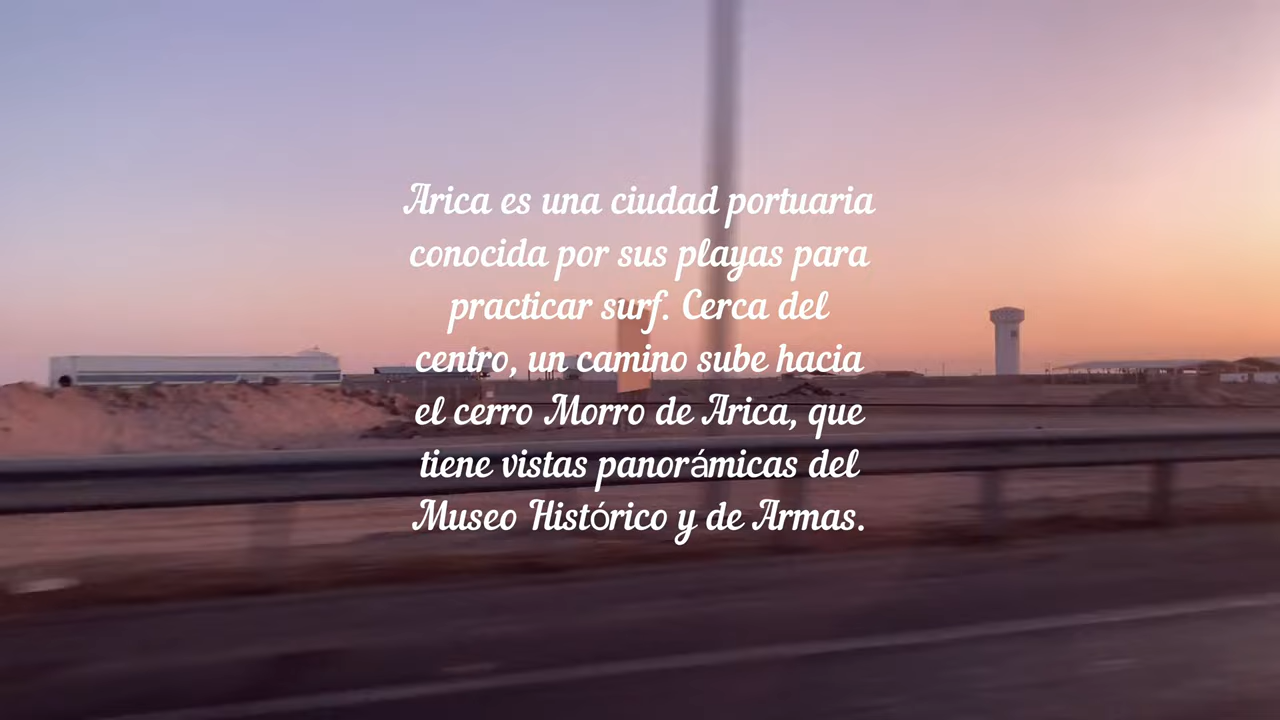 Arica es una ciudad portuaria
conocida por sus playas para
practicar surf. Cerca del
centro, un camino sube hacia
el cerro Morro de Arica, que
tiene vistas panorámicas del
Museo Histórico y de Armas.